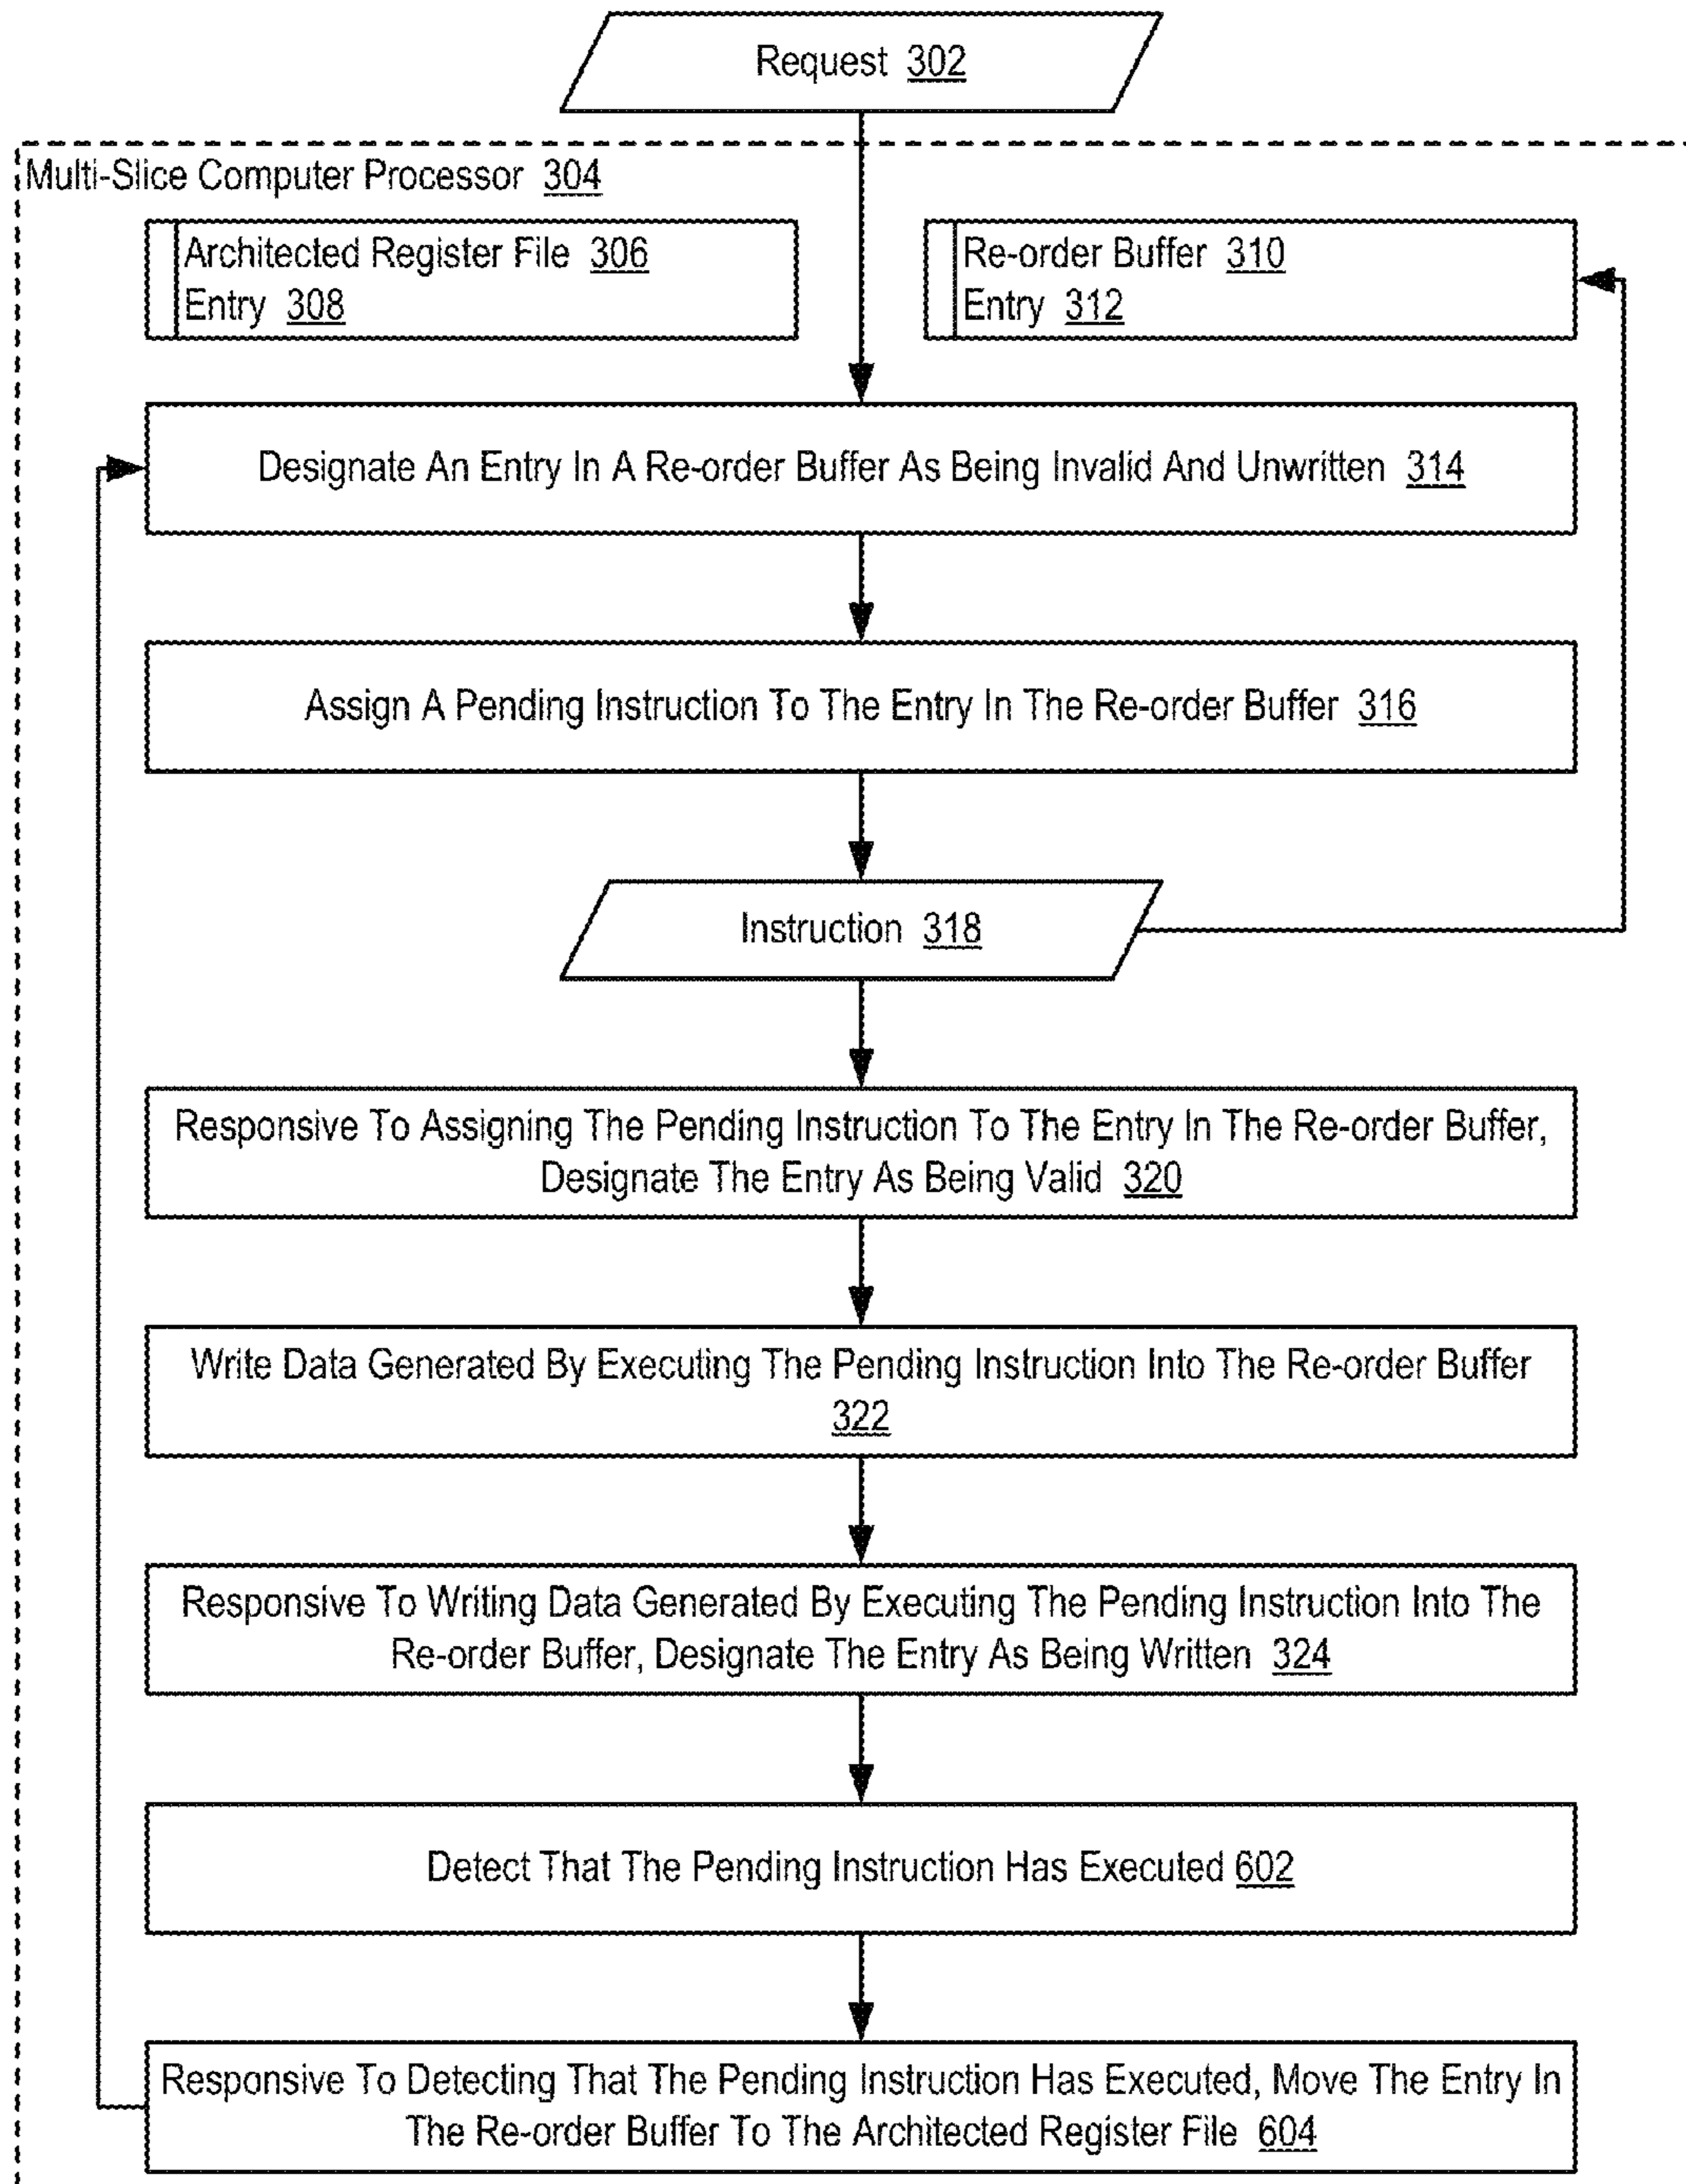 Request 302
Multi-Slice Computer Processor 304
Architected Register File 306
Entry 308
Re-order Buffer 310
Entry 312
Designate An Entry In A Re-order Buffer As Being Invalid And Unwritten 314
Assign A Pending Instruction To The Entry In The Re-order Buffer 316
Instruction 318
Responsive To Assigning The Pending Instruction To The Entry In The Re-order Buffer,
Designate The Entry As Being Valid 320
Write Data Generated By Executing The Pending Instruction Into The Re-order Buffer
322
Responsive To Writing Data Generated By Executing The Pending Instruction Into The
Re-order Buffer, Designate The Entry As Being Written 324
Detect That The Pending Instruction Has Executed 602
Responsive To Detecting That The Pending Instruction Has Executed, Move The Entry In
The Re-order Buffer To The Architected Register File 604